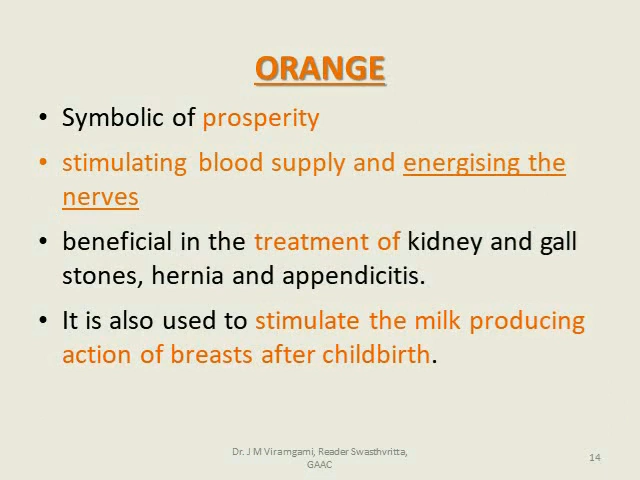 ORANGE
• Symbolic of prosperity
• stimulating blood supply and energising the
nerves
• beneficial in the treatment of kidney and gall
stones, hernia and appendicitis.
• It is also used to stimulate the milk producing
action of breasts after childbirth.
Dr. J M Viramgami, Reader Swasthvritta,
GAAC
14